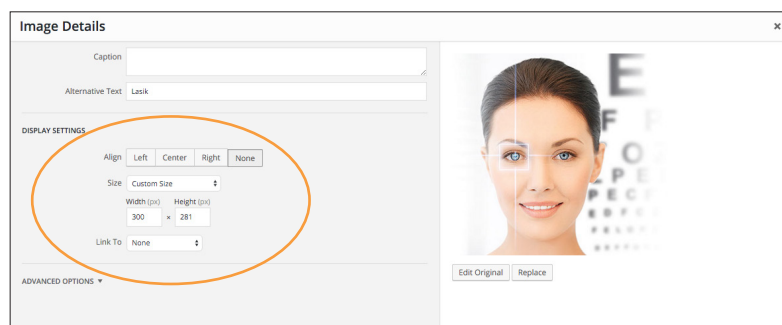 Image Details
×
Caption
Alternative Text Lasik
DISPLAY SETTINGS
Align Left Center Right None
Size Custom Size
Width (px) Height (px)
300 × 281
Link To None
ADVANCED OPTIONS ▼
E
F P
O
L P E
P E C F
E D F C
F E L O P
Edit Original Replace